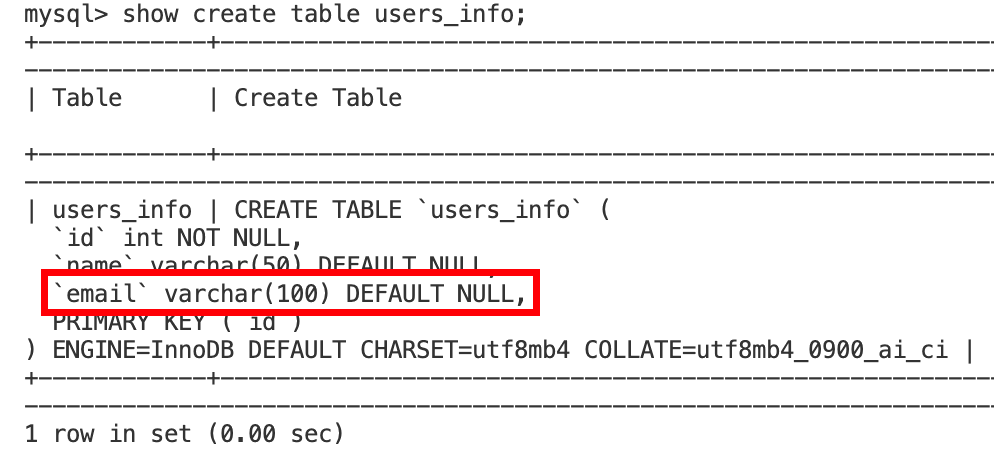 mysql> show create table users_info;
+------------+------------------------------------------------------
---------------------------------------------------------------------
| Table      | Create Table

+------------+------------------------------------------------------
---------------------------------------------------------------------
| users_info | CREATE TABLE `users_info` (
  `id` int NOT NULL,
  `name` varchar(50) DEFAULT NULL,
  `email` varchar(100) DEFAULT NULL,
  PRIMARY KEY (`id`)
) ENGINE=InnoDB DEFAULT CHARSET=utf8mb4 COLLATE=utf8mb4_0900_ai_ci |
+------------+------------------------------------------------------
---------------------------------------------------------------------
1 row in set (0.00 sec)